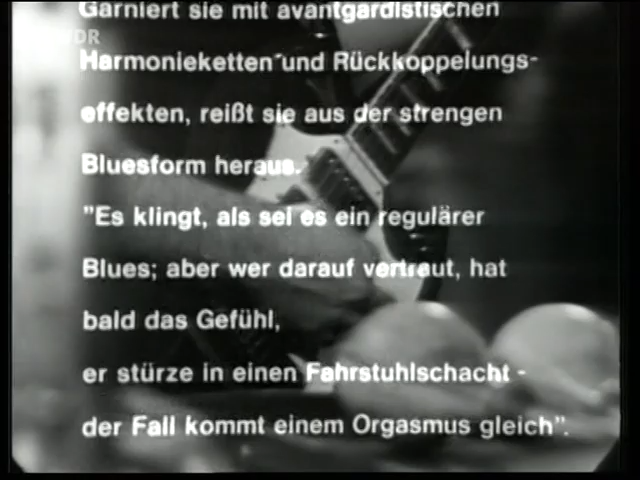 Garniert sie mit avantgardistischen
Harmonieketten und Rückkoppelungs-
effekten, reißt sie aus der strengen
Bluesform heraus.
"Es klingt, als sei es ein regulärer
Blues; aber wer darauf vertraut, hat
bald das Gefühl,
er stürze in einen Fahrstuhlschacht -
der Fall kommt einem Orgasmus gleich".